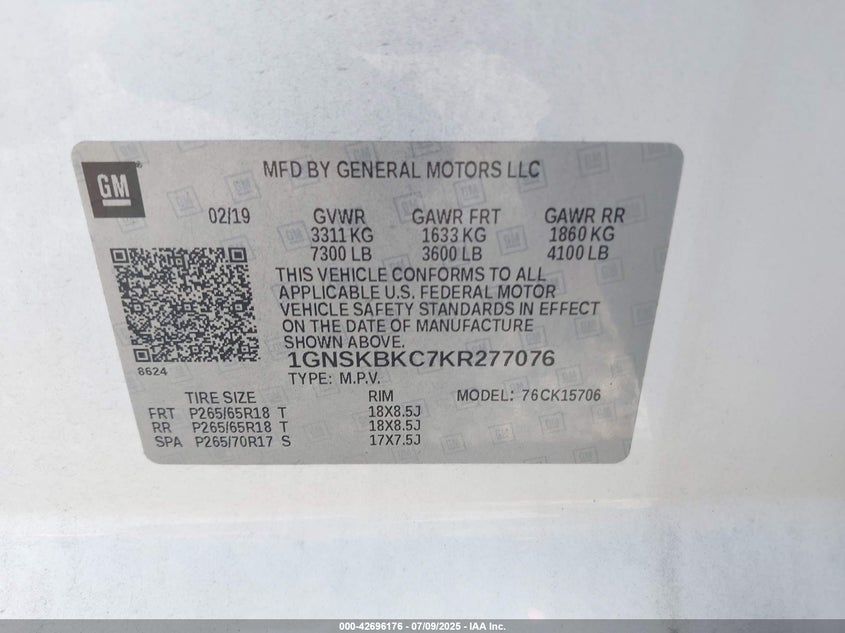 GM
MFD BY GENERAL MOTORS LLC
02/19 GVWR GAWR FRT GAWR RR
3311 KG 1633 KG 1860 KG
7300 LB 3600 LB 4100 LB
THIS VEHICLE CONFORMS TO ALL
APPLICABLE U.S. FEDERAL MOTOR
VEHICLE SAFETY STANDARDS IN EFFECT
ON THE DATE OF MANUFACTURE
SHOWN ABOVE.
8624
1GNSKBKC7KR277076
TYPE: M.P.V.
TIRE SIZE RIM MODEL: 76CK15706
FRT P265/65R18 T 18X8.5J
RR P265/65R18 T 18X8.5J
SPA P265/70R17 S 17X7.5J
000-42696176 | 07/09/2025 - IAA Inc.